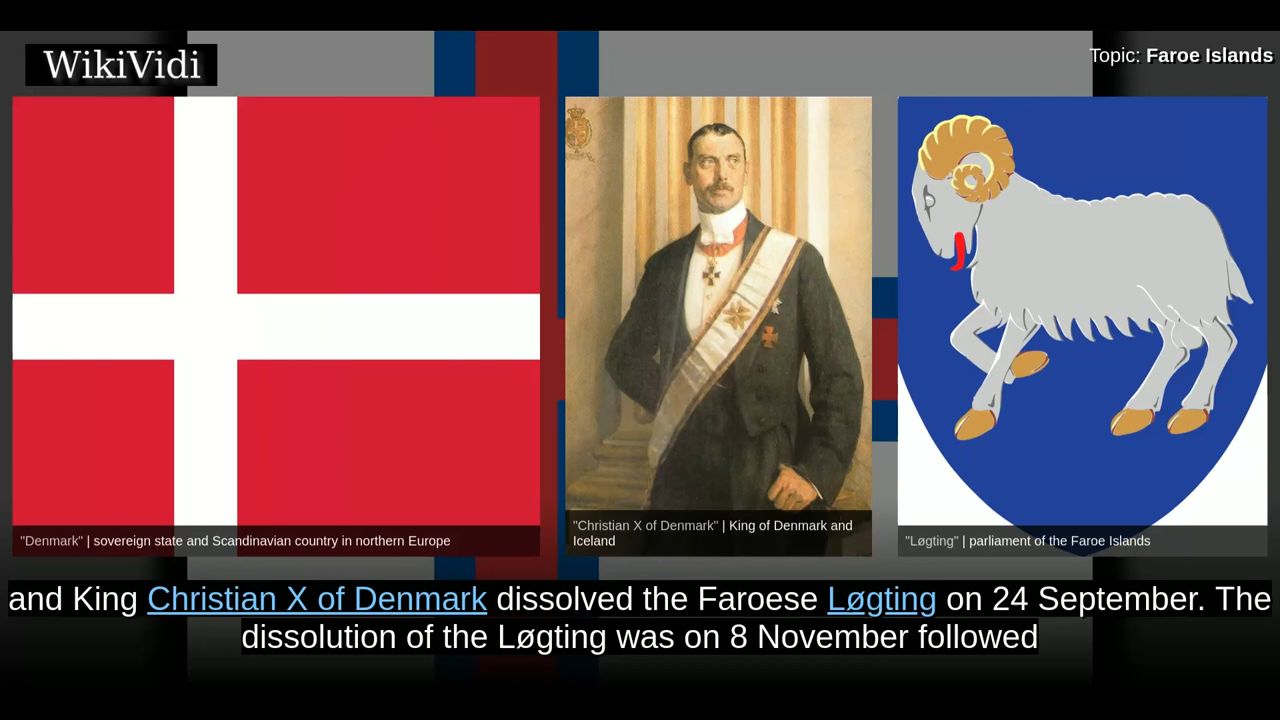 WikiVidi
Topic: Faroe Islands
"Denmark" | sovereign state and Scandinavian country in northern Europe
"Christian X of Denmark" | King of Denmark and
Iceland
"Løgting" | parliament of the Faroe Islands
and King Christian X of Denmark dissolved the Faroese Løgting on 24 September. The
dissolution of the Løgting was on 8 November followed